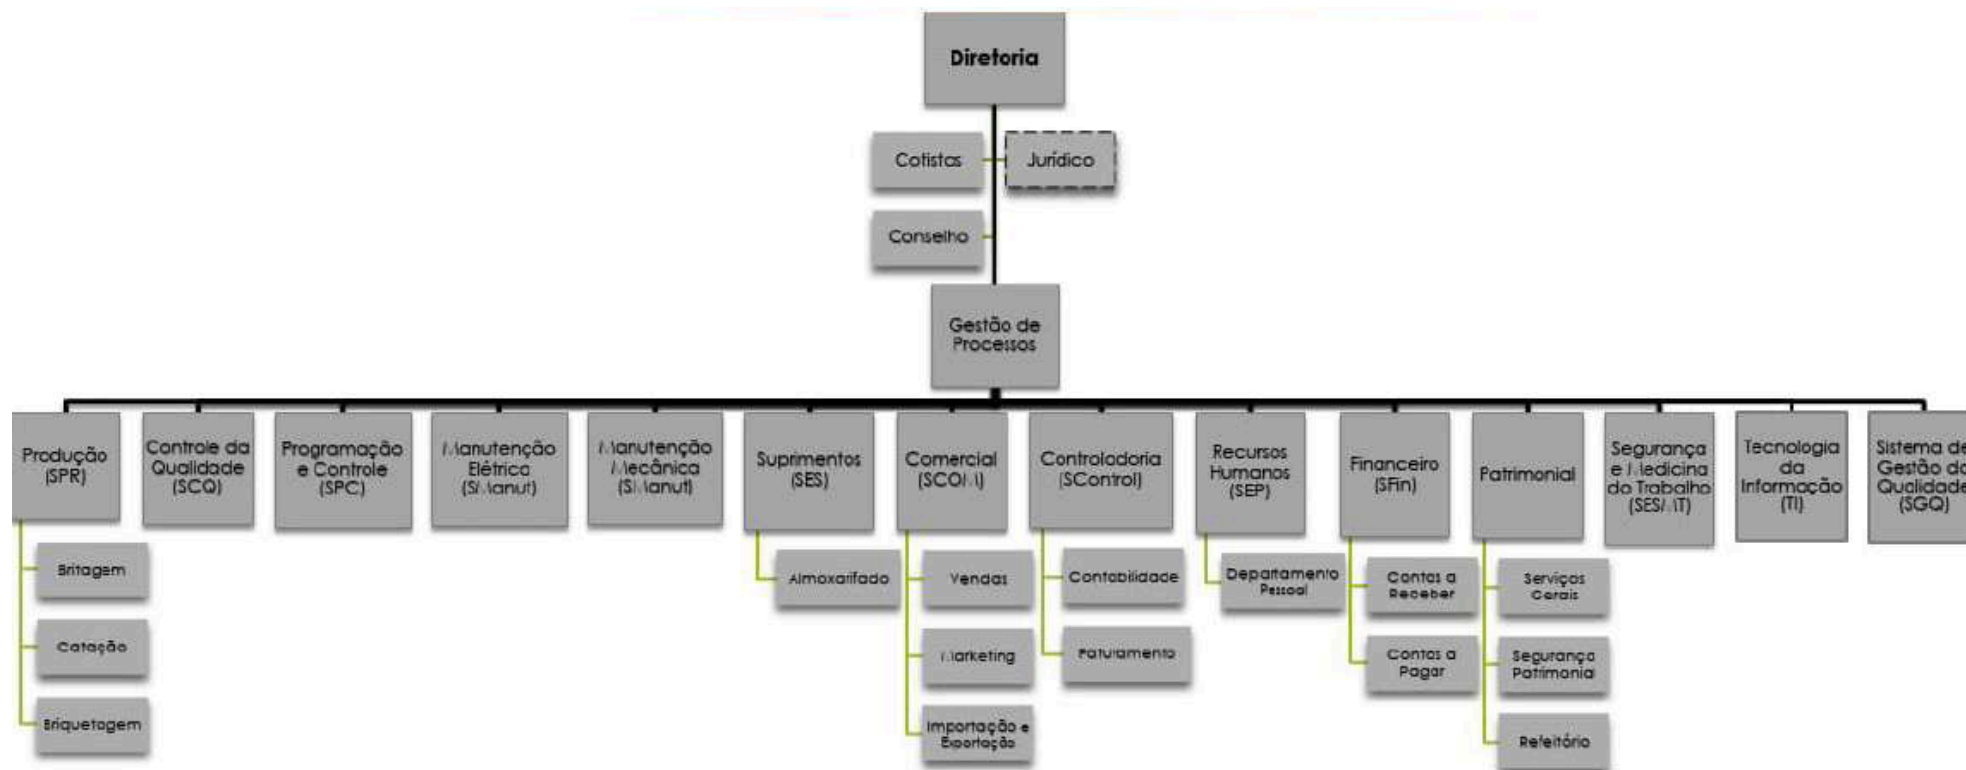 Diretoria
Cotistas
Jurídico
Conselho
Gestão de
Processos
Produção
(SPR)
Controle da
Qualidade
(SCQ)
Programação
e Controle
(SPC)
Manutenção
Elétrica
(SManut)
Manutenção
Mecânica
(SManut)
Suprimentos
(SES)
Comercial
(SCOM)
Controladoria
(SControl)
Recursos
Humanos
(SEP)
Financeiro
(SFin)
Patrimonial
Segurança
e Medicina
do Trabalho
(SESMT)
Tecnologia
da
Informação
(TI)
Sistema de
Gestão da
Qualidade
(SGQ)
Britagem
Catação
Briquetagem
Almoxarifado
Vendas
Marketing
Importação e
Exportação
Contabilidade
Faturamento
Departamento
Pessoal
Contas a
Receber
Contas a
Pagar
Serviços
Gerais
Segurança
Patrimonial
Refeitório